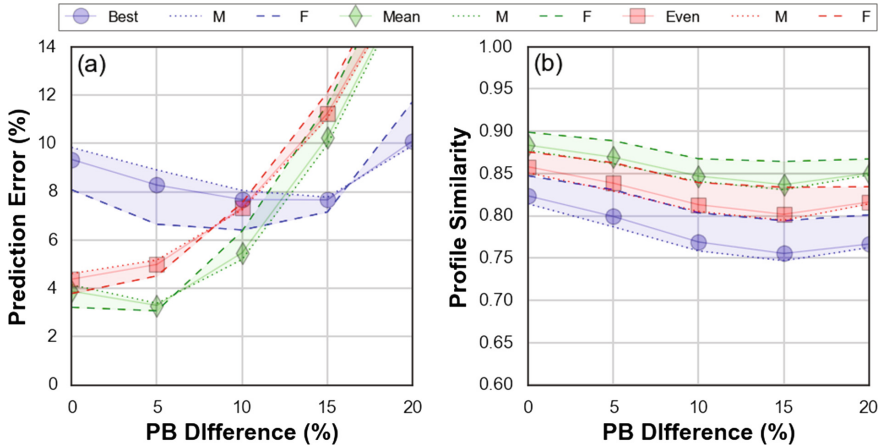 Best M F Mean M F Even M F
(a)
Prediction Error (%)
14
12
10
8
6
4
2
0
0 5 10 15 20
PB DIfference (%)
(b)
Profile Similarity
1.00
0.95
0.90
0.85
0.80
0.75
0.70
0.65
0.60
0 5 10 15 20
PB DIfference (%)